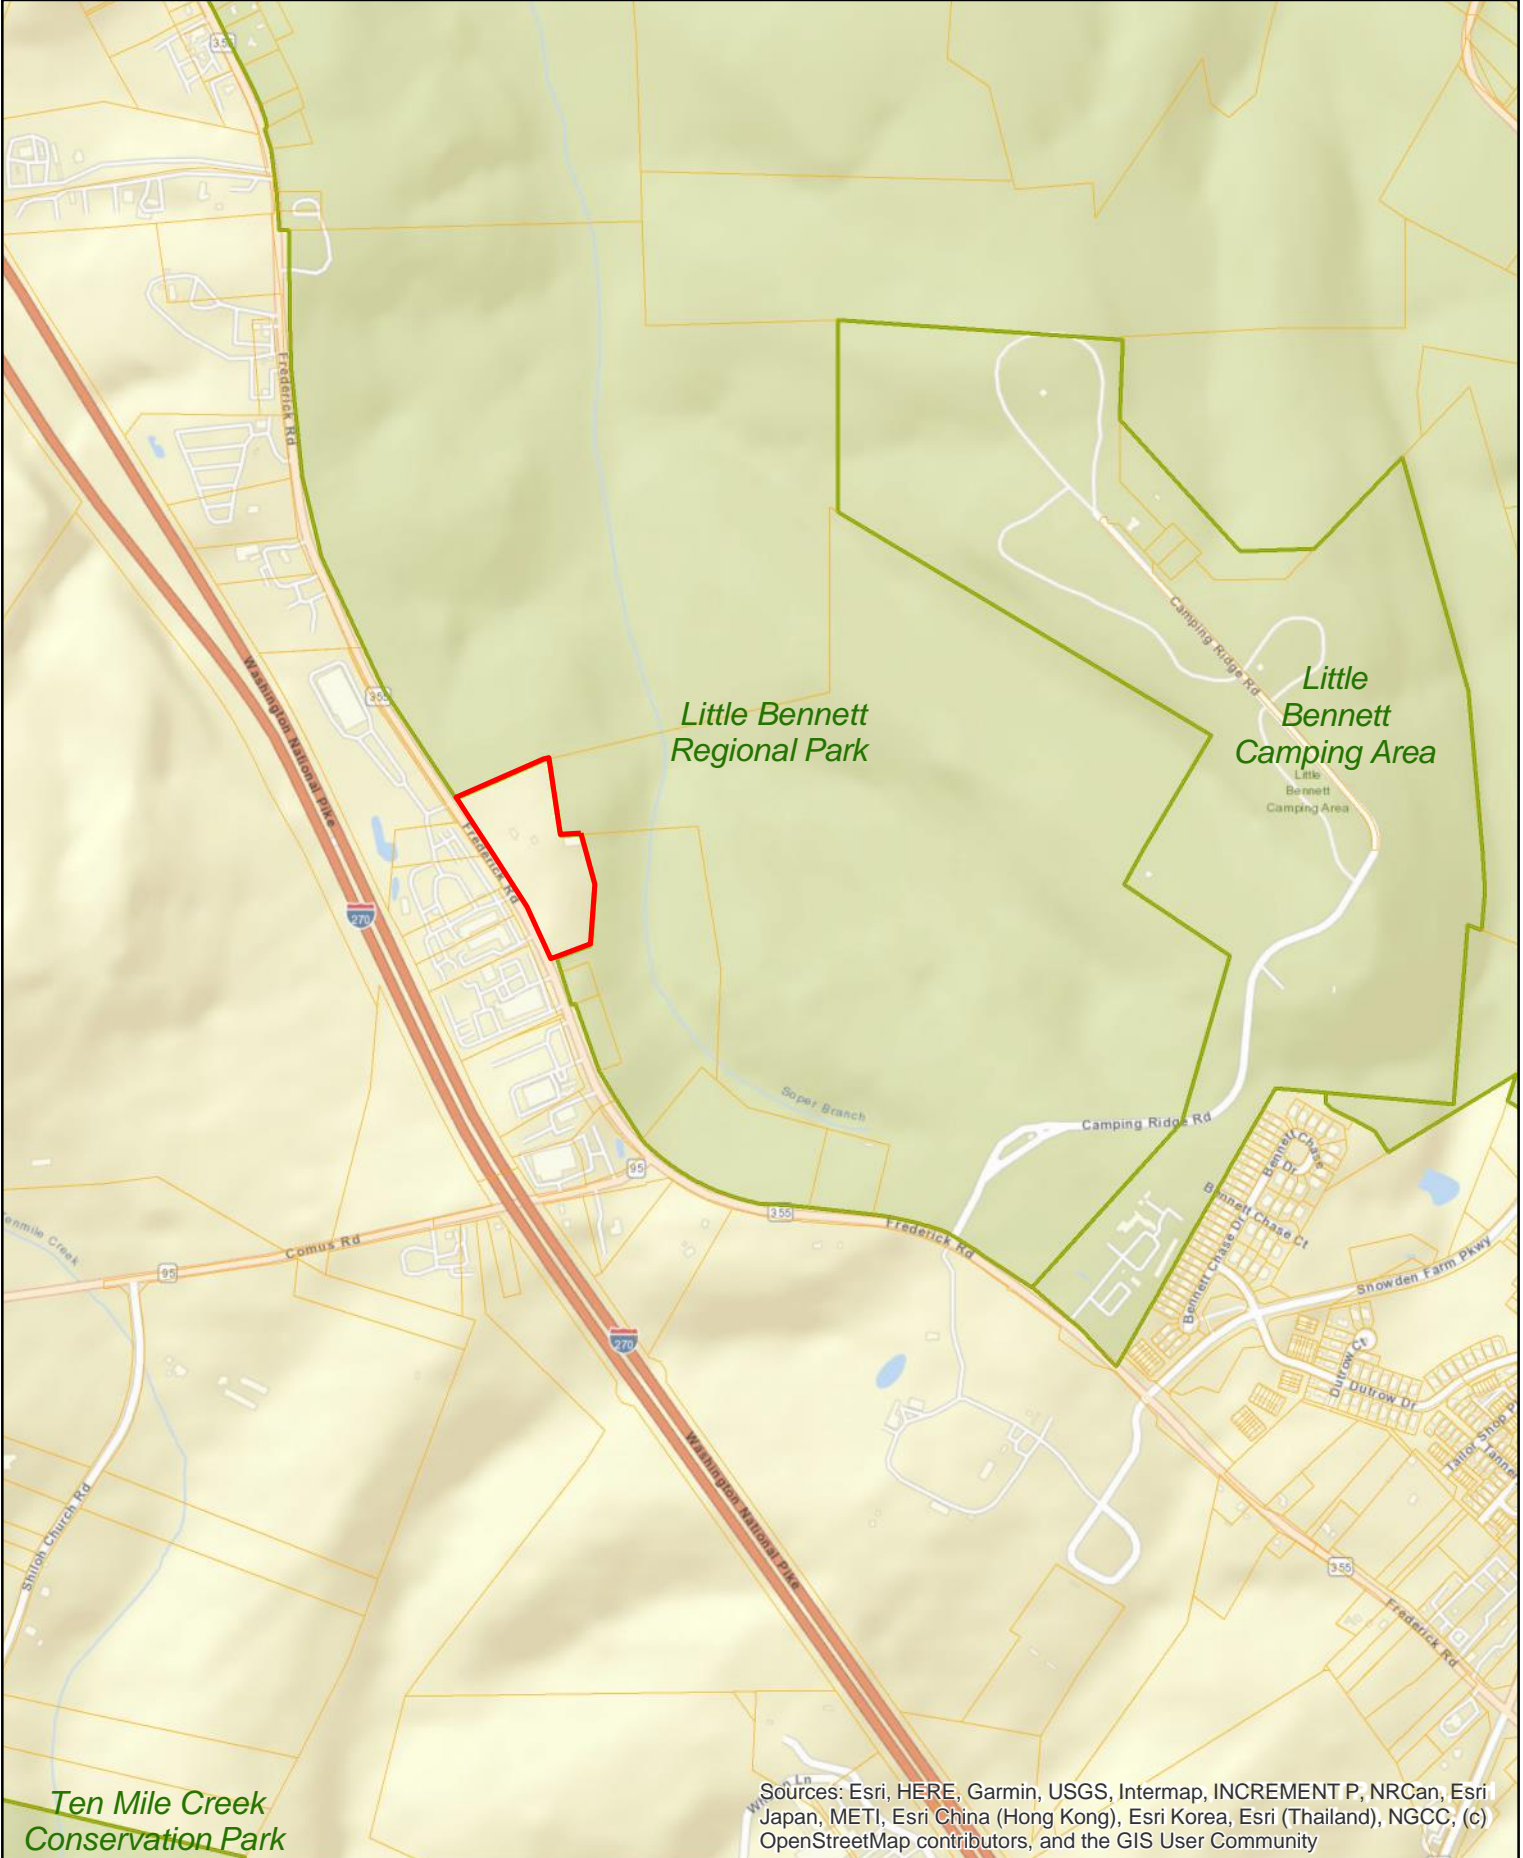 355
Frederick Rd
Washington National Pike
355
Little Bennett
Regional Park
Camping Ridge Rd
Little
Bennett
Camping Area
Little
Bennett
Camping Area
Frederick Rd
270
Soper Branch
Camping Ridge Rd
95
Bennett Chase
Dr
Bennett Chase Ct
Bennett Chase Dr
355
Frederick Rd
Tenmile Creek
Comus Rd
95
Snowden Farm Pkwy
270
Dutrow Ct
Dutrow Dr
Tailor Shop Pl
Washington National Pike
Shiloh Church Rd
355
Frederick Rd
Ten Mile Creek
Conservation Park
Sources: Esri, HERE, Garmin, USGS, Intermap, INCREMENT P, NRCan, Esri
Japan, METI, Esri China (Hong Kong), Esri Korea, Esri (Thailand), NGCC, (c)
OpenStreetMap contributors, and the GIS User Community